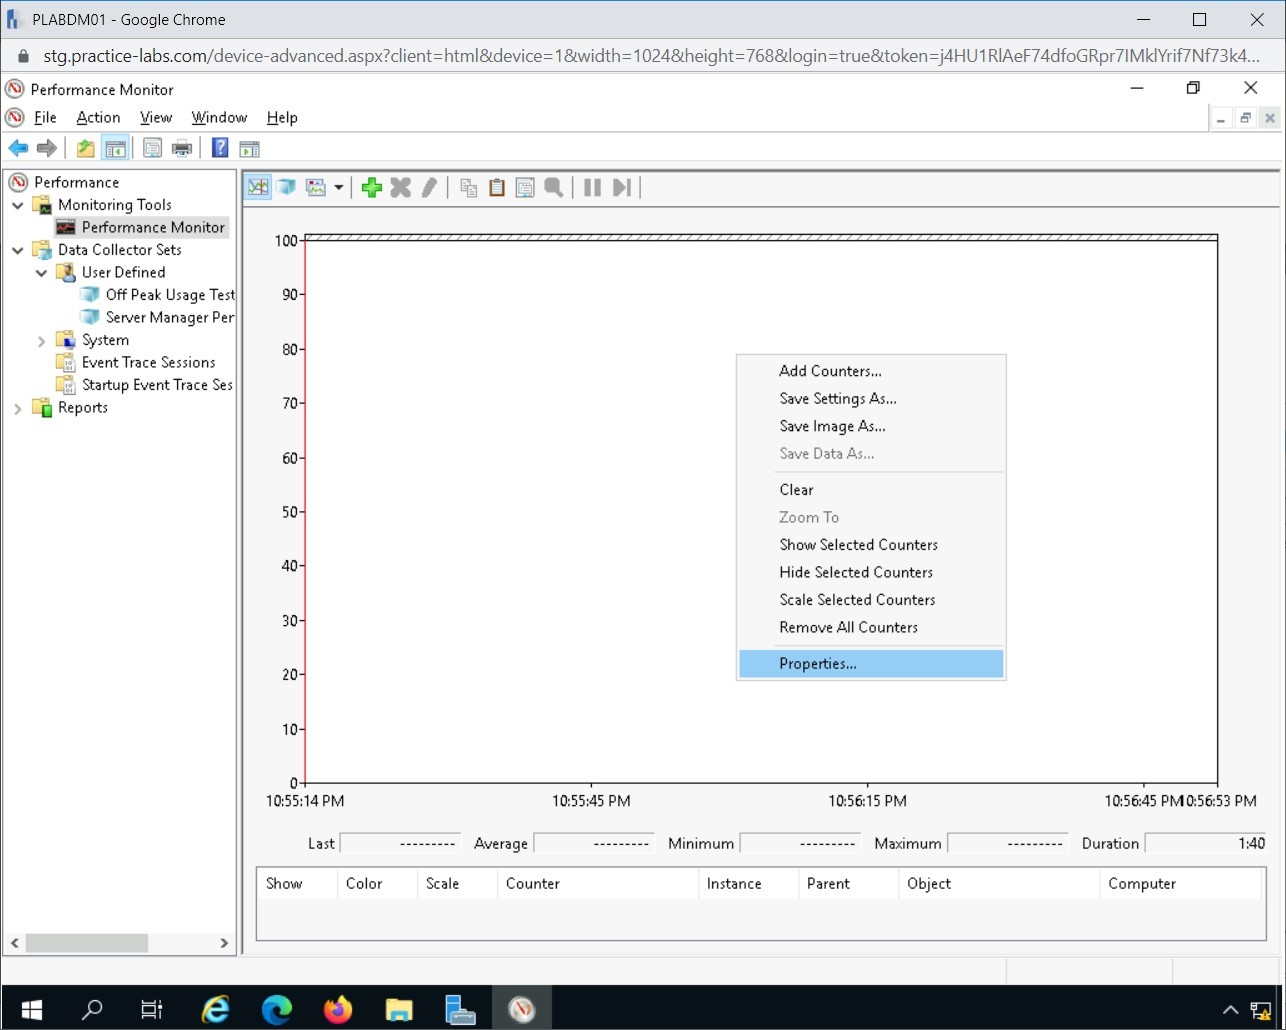 PLABDM01 - Google Chrome
stg.practice-labs.com/device-advanced.aspx?client=html&device=1&width=1024&height=768&login=true&token=j4HU1RlAeF74dfoGRpr7IMklYrif7Nf73k4...
Performance Monitor
File Action View Window Help
Performance
Monitoring Tools
Performance Monitor
Data Collector Sets
User Defined
Off Peak Usage Test
Server Manager Per
System
Event Trace Sessions
Startup Event Trace Ses
Reports
100
90
80
70
60
50
40
30
20
10
0
Add Counters...
Save Settings As...
Save Image As...
Save Data As...
Clear
Zoom To
Show Selected Counters
Hide Selected Counters
Scale Selected Counters
Remove All Counters
Properties...
10:55:14 PM 10:55:45 PM 10:56:15 PM 10:56:45 PM 10:56:53 PM
Last --------- Average --------- Minimum --------- Maximum --------- Duration 1:40
Show Color Scale Counter Instance Parent Object Computer